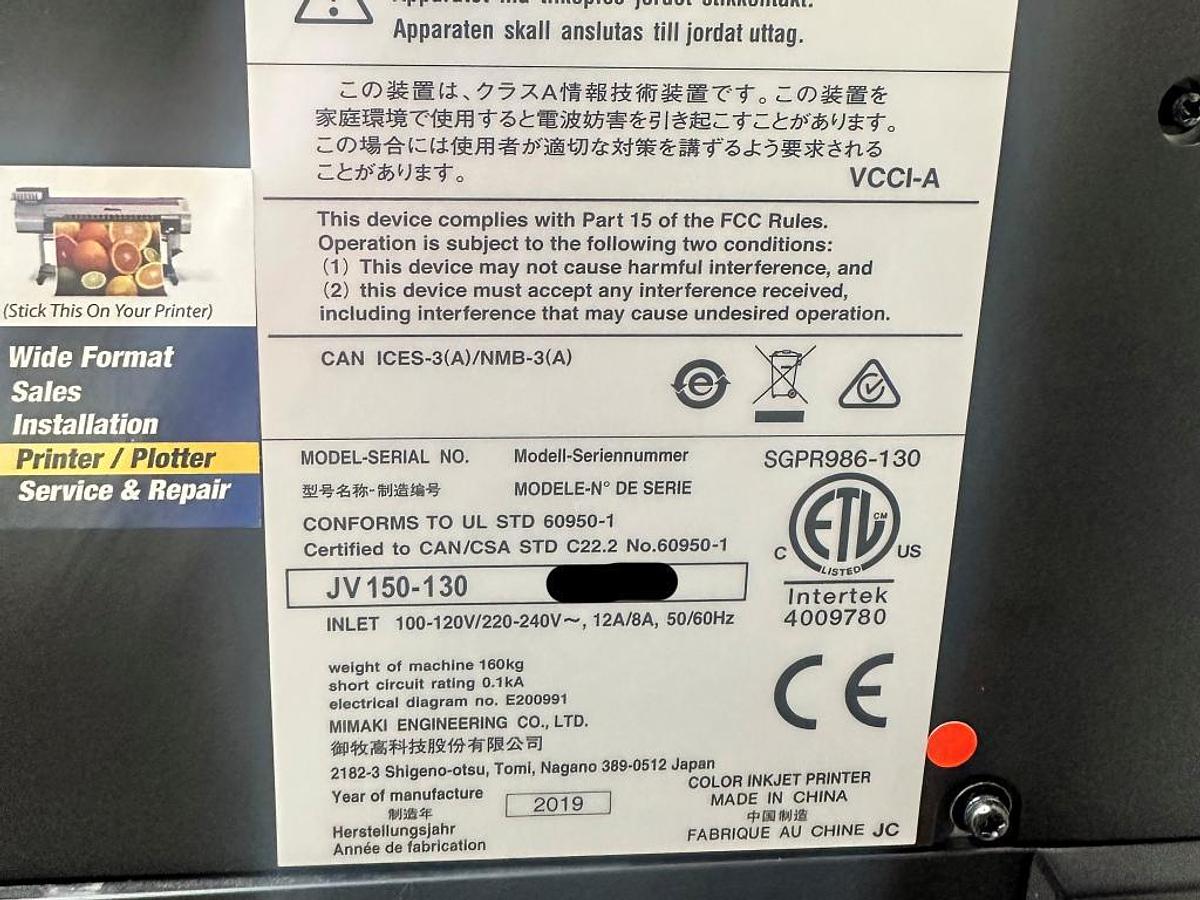 Apparaten skall anslutas till jordat uttag.
この装置は、クラスA情報技術装置です。この装置を
家庭環境で使用すると電波妨害を引き起こすことがあります。
この場合には使用者が適切な対策を講ずるよう要求される
ことがあります。
VCCI-A
This device complies with Part 15 of the FCC Rules.
Operation is subject to the following two conditions:
(1) This device may not cause harmful interference, and
(2) this device must accept any interference received,
including interference that may cause undesired operation.
CAN ICES-3(A)/NMB-3(A)
e
(Stick This On Your Printer)
Wide Format
Sales
Installation
Printer / Plotter
Service & Repair
MODEL-SERIAL NO. Modell-Seriennummer
型号名称-制造编号 MODELE-N° DE SERIE
CONFORMS TO UL STD 60950-1
Certified to CAN/CSA STD C22.2 No.60950-1
JV150-130
INLET 100-120V/220-240V~, 12A/8A, 50/60Hz
SGPR986-130
ETL CM
C US
LISTED
Intertek
4009780
weight of machine 160kg
short circuit rating 0.1kA
electrical diagram no. E200991
MIMAKI ENGINEERING CO., LTD.
御牧高科技股份有限公司
2182-3 Shigeno-otsu, Tomi, Nagano 389-0512 Japan
CE
Year of manufacture 2019
制造年
Herstellungsjahr
Année de fabrication
COLOR INKJET PRINTER
MADE IN CHINA
中国制造
FABRIQUE AU CHINE JC